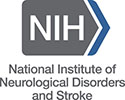 NIH
National Institute of
Neurological Disorders
and Stroke